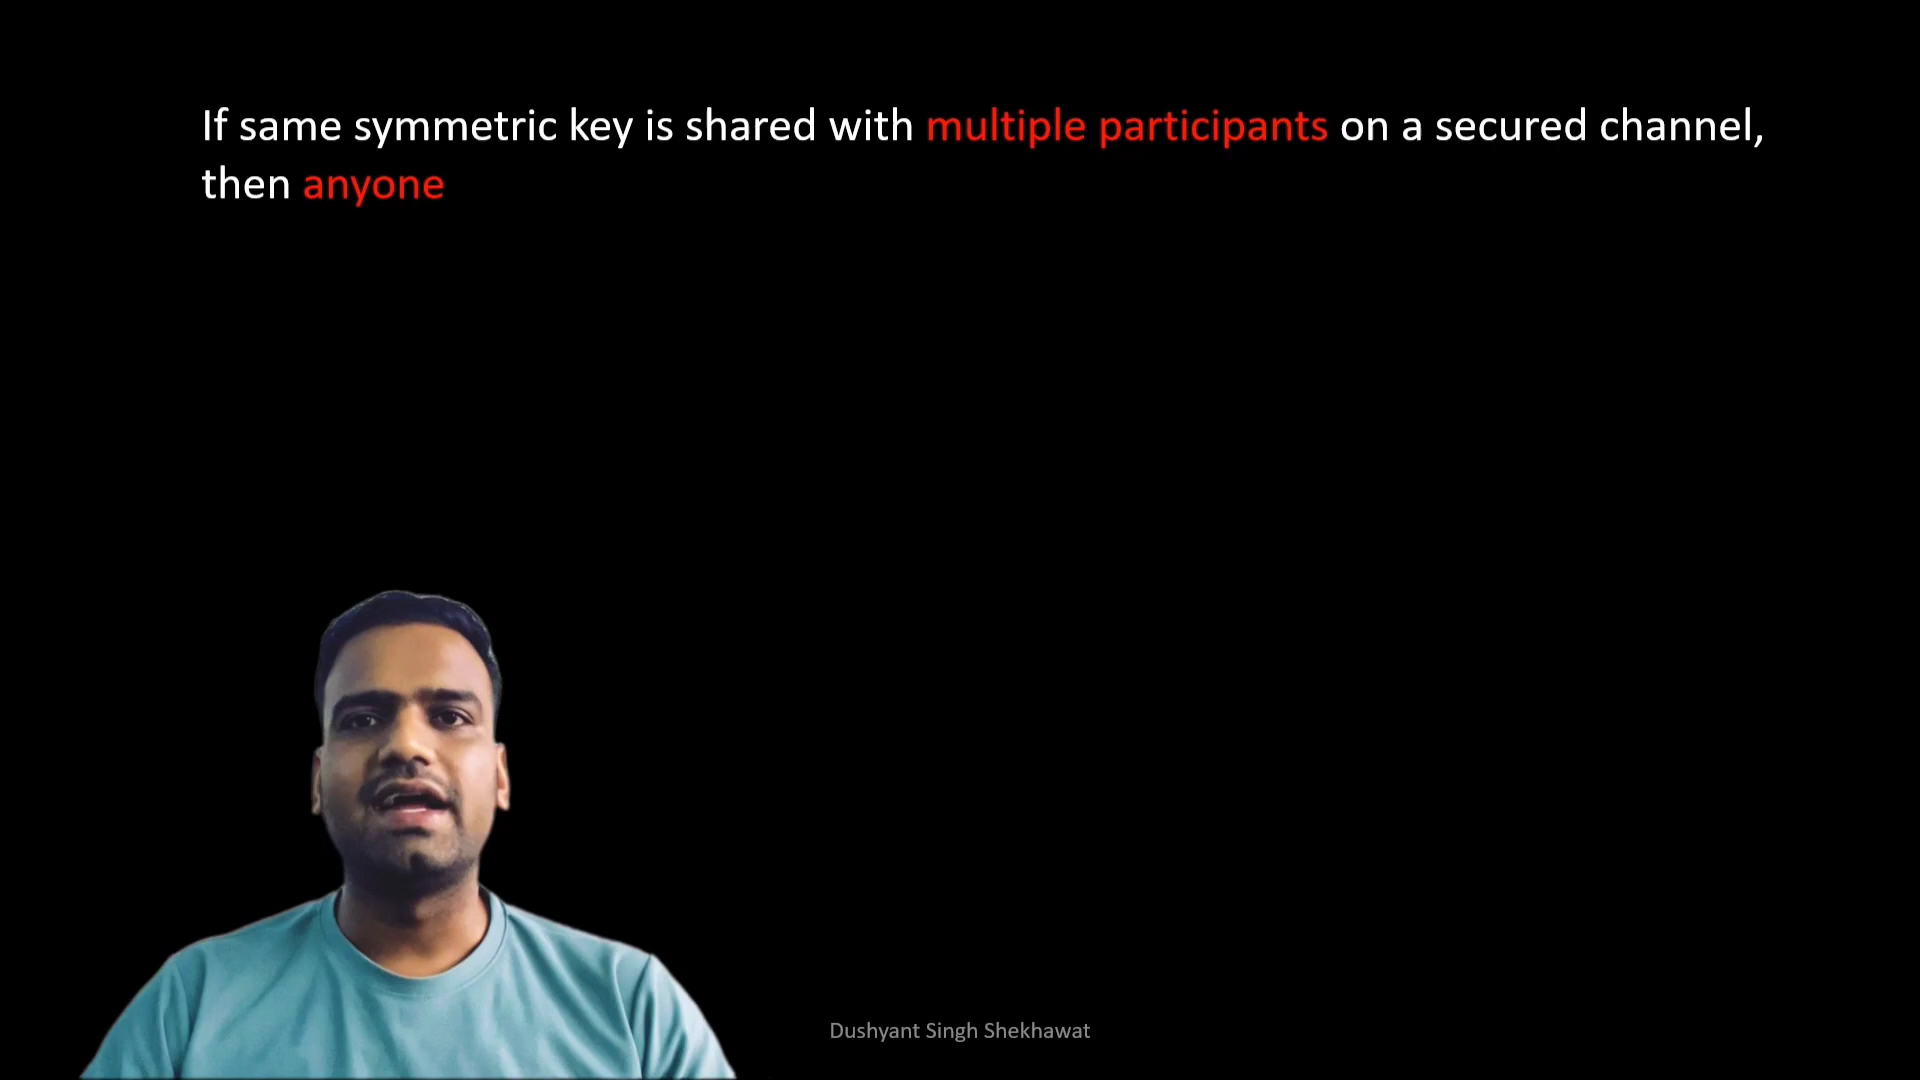 If same symmetric key is shared with multiple participants on a secured channel,
then anyone
Dushyant Singh Shekhawat